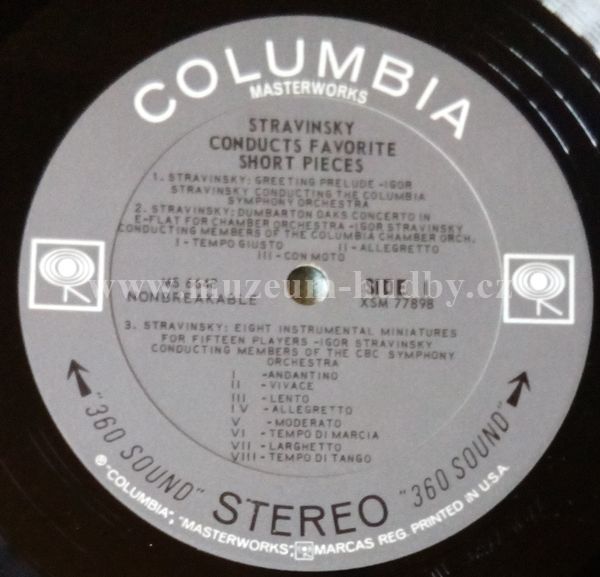 COLUMBIA
MASTERWORKS
STRAVINSKY
CONDUCTS FAVORITE
SHORT PIECES
1. STRAVINSKY: GREETING PRELUDE -IGOR
STRAVINSKY CONDUCTING THE COLUMBIA
SYMPHONY ORCHESTRA
2. STRAVINSKY: DUMBARTON OAKS CONCERTO IN
E-FLAT FOR CHAMBER ORCHESTRA -IGOR STRAVINSKY
CONDUCTING MEMBERS OF THE COLUMBIA CHAMBER ORCH.
I - TEMPO GIUSTO II - ALLEGRETTO
III - CON MOTO
SIDE 1
NONBREAKABLE XSM 77898
www.muzeum-hudby.cz
3. STRAVINSKY: EIGHT INSTRUMENTAL MINIATURES
FOR FIFTEEN PLAYERS -IGOR STRAVINSKY
CONDUCTING MEMBERS OF THE CBC SYMPHONY
ORCHESTRA
I -ANDANTINO
II -VIVACE
III -LENTO
IV -ALLEGRETTO
V -MODERATO
VI -TEMPO DI MARCIA
VII -LARGHETTO
VIII -TEMPO DI TANGO
"360 SOUND" STEREO "360 SOUND"
® "COLUMBIA", "MASTERWORKS", MARCAS REG. PRINTED IN U.S.A.